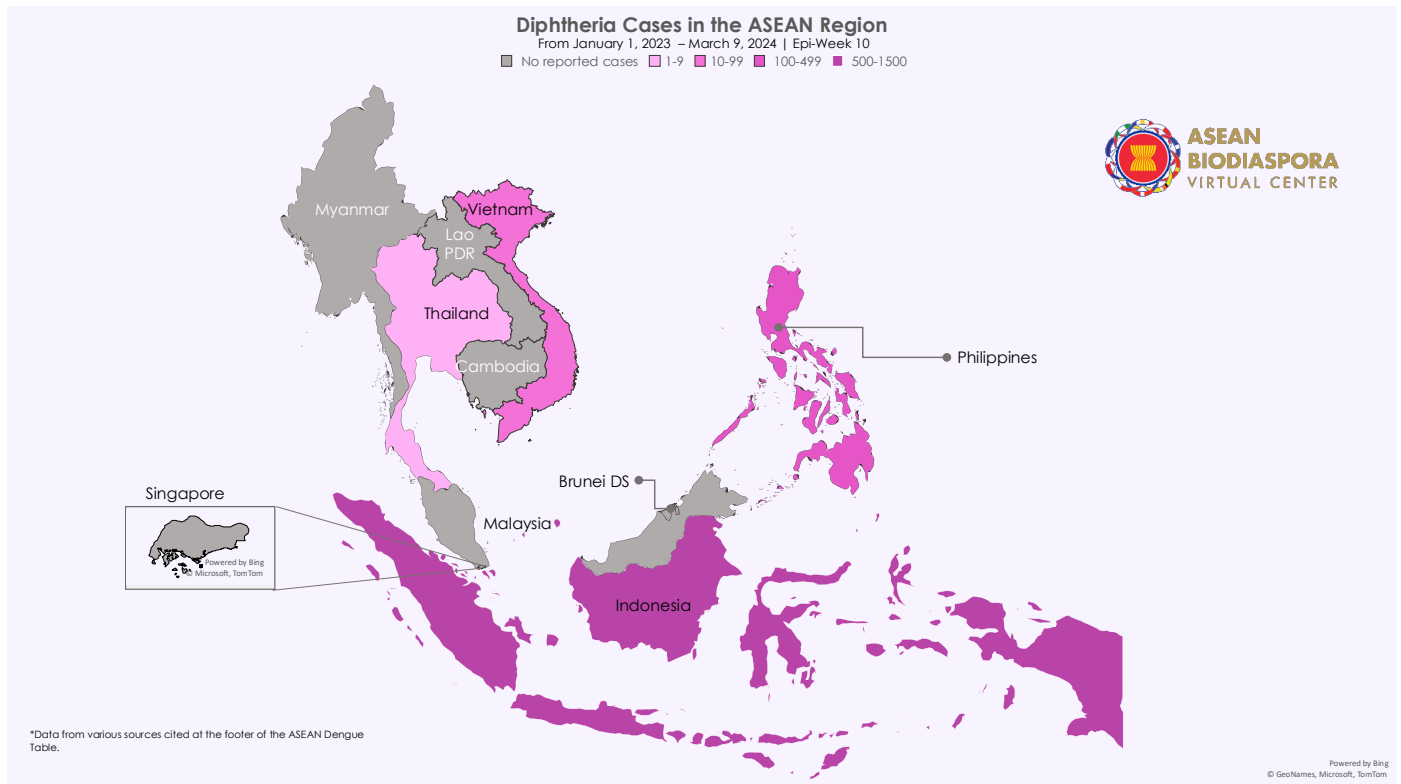 Diphtheria Cases in the ASEAN Region
From January 1, 2023 – March 9, 2024 | Epi-Week 10
No reported cases 1-9 10-99 100-499 500-1500
ASEAN
BIODIASPORA
VIRTUAL CENTER
Myanmar
Vietnam
Lao
PDR
Thailand
Cambodia
Philippines
Brunei DS
Singapore
Malaysia
Powered by Bing
© Microsoft, TomTom
Indonesia
*Data from various sources cited at the footer of the ASEAN Dengue
Table.
Powered by Bing
© GeoNames, Microsoft, TomTom